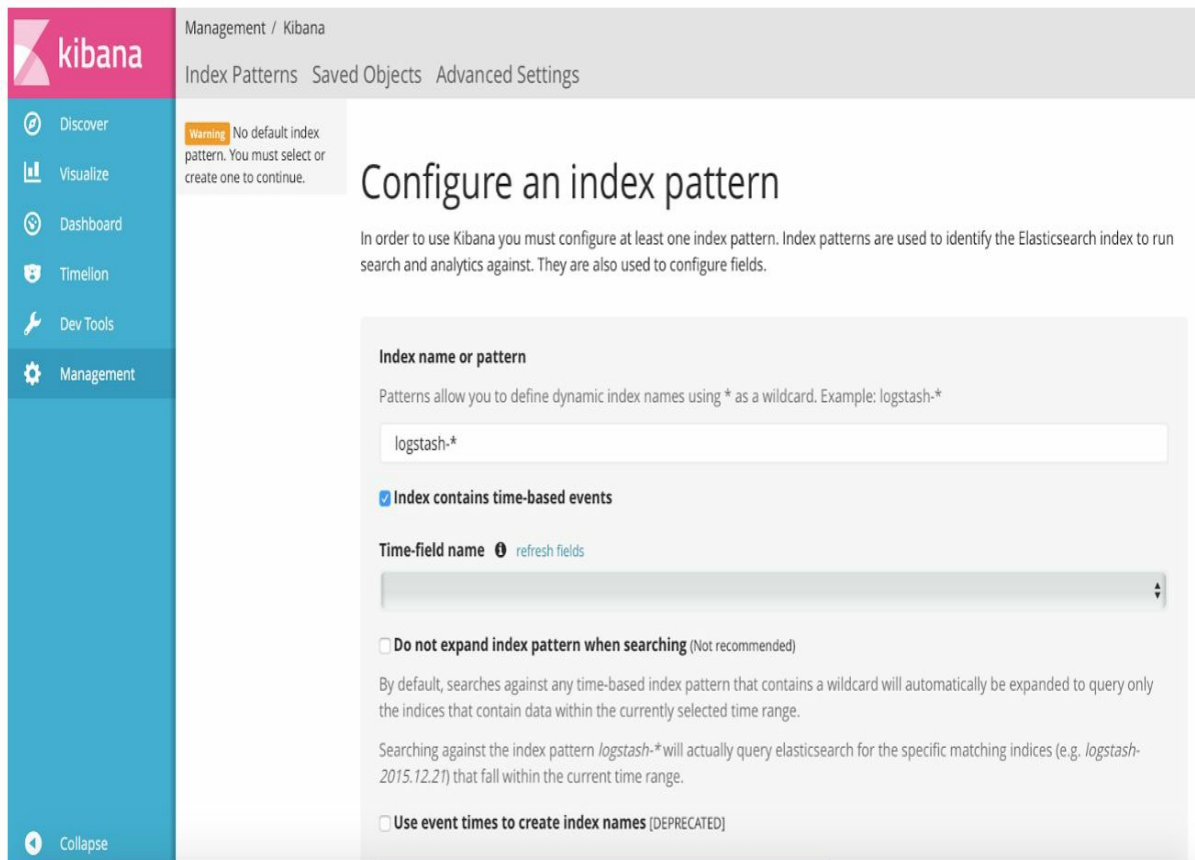 kibana
Discover
Visualize
Dashboard
Timelion
Dev Tools
Management
Collapse
Management / Kibana
Index Patterns Saved Objects Advanced Settings
Warning No default index
pattern. You must select or
create one to continue.
Configure an index pattern
In order to use Kibana you must configure at least one index pattern. Index patterns are used to identify the Elasticsearch index to run
search and analytics against. They are also used to configure fields.
Index name or pattern
Patterns allow you to define dynamic index names using * as a wildcard. Example: logstash-*
logstash-*
Index contains time-based events
Time-field name refresh fields
Do not expand index pattern when searching (Not recommended)
By default, searches against any time-based index pattern that contains a wildcard will automatically be expanded to query only
the indices that contain data within the currently selected time range.
Searching against the index pattern logstash-* will actually query elasticsearch for the specific matching indices (e.g. logstash-
2015.12.21) that fall within the current time range.
Use event times to create index names [DEPRECATED]